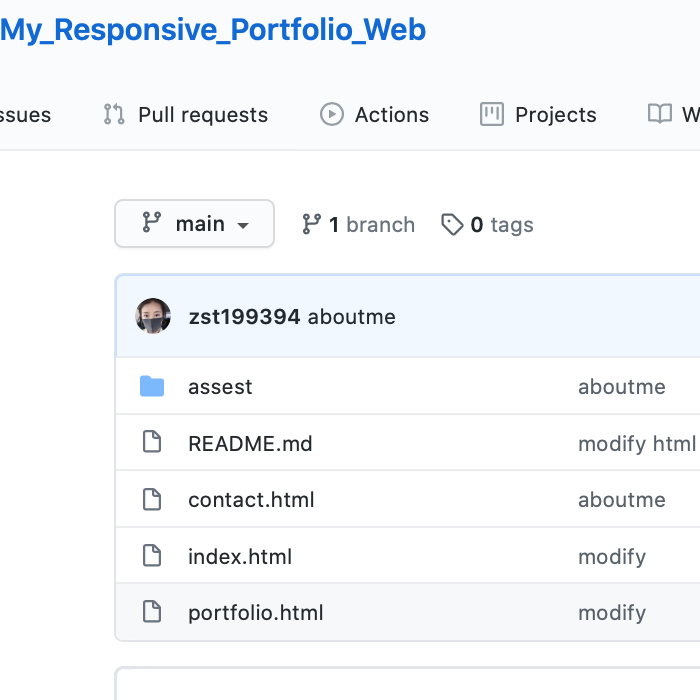 My_Responsive_Portfolio_Web
ssues Pull requests Actions Projects W
main 1 branch 0 tags
zst199394 aboutme
assest aboutme
README.md modify html
contact.html aboutme
index.html modify
portfolio.html modify